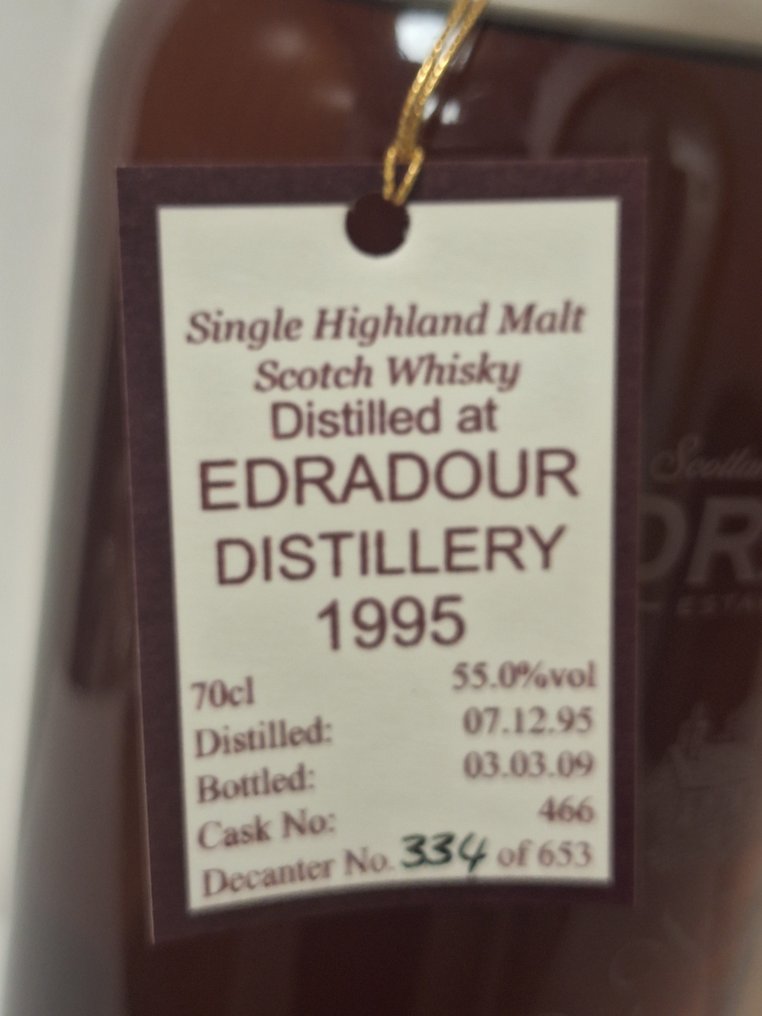 Single Highland Malt
Scotch Whisky
Distilled at
EDRADOUR
DISTILLERY
1995
70cl 55.0%vol
Distilled: 07.12.95
Bottled: 03.03.09
Cask No: 466
Decanter No. 334 of 653